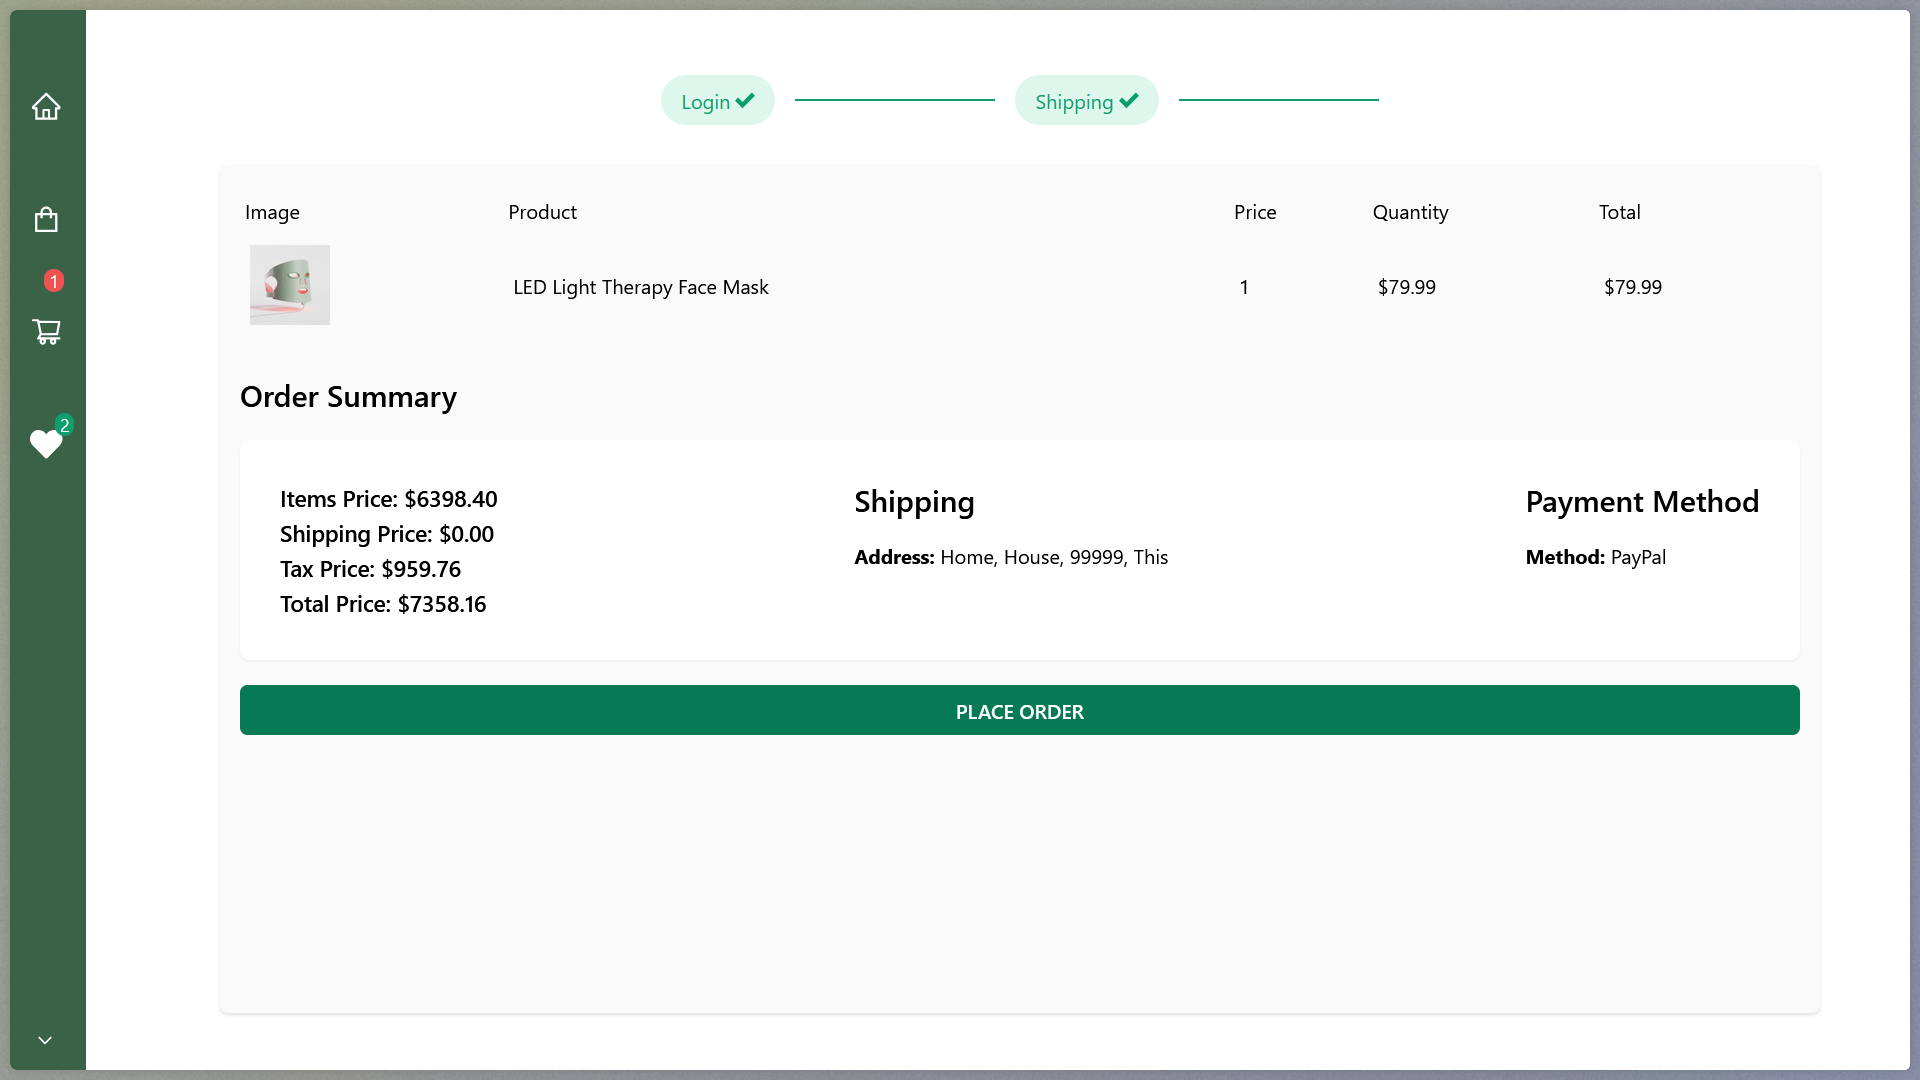 Login
Shipping
Image Product Price Quantity Total
1
LED Light Therapy Face Mask 1 $79.99 $79.99
Order Summary
2
Items Price: $6398.40
Shipping Price: $0.00
Tax Price: $959.76
Total Price: $7358.16
Shipping
Address: Home, House, 99999, This
Payment Method
Method: PayPal
PLACE ORDER